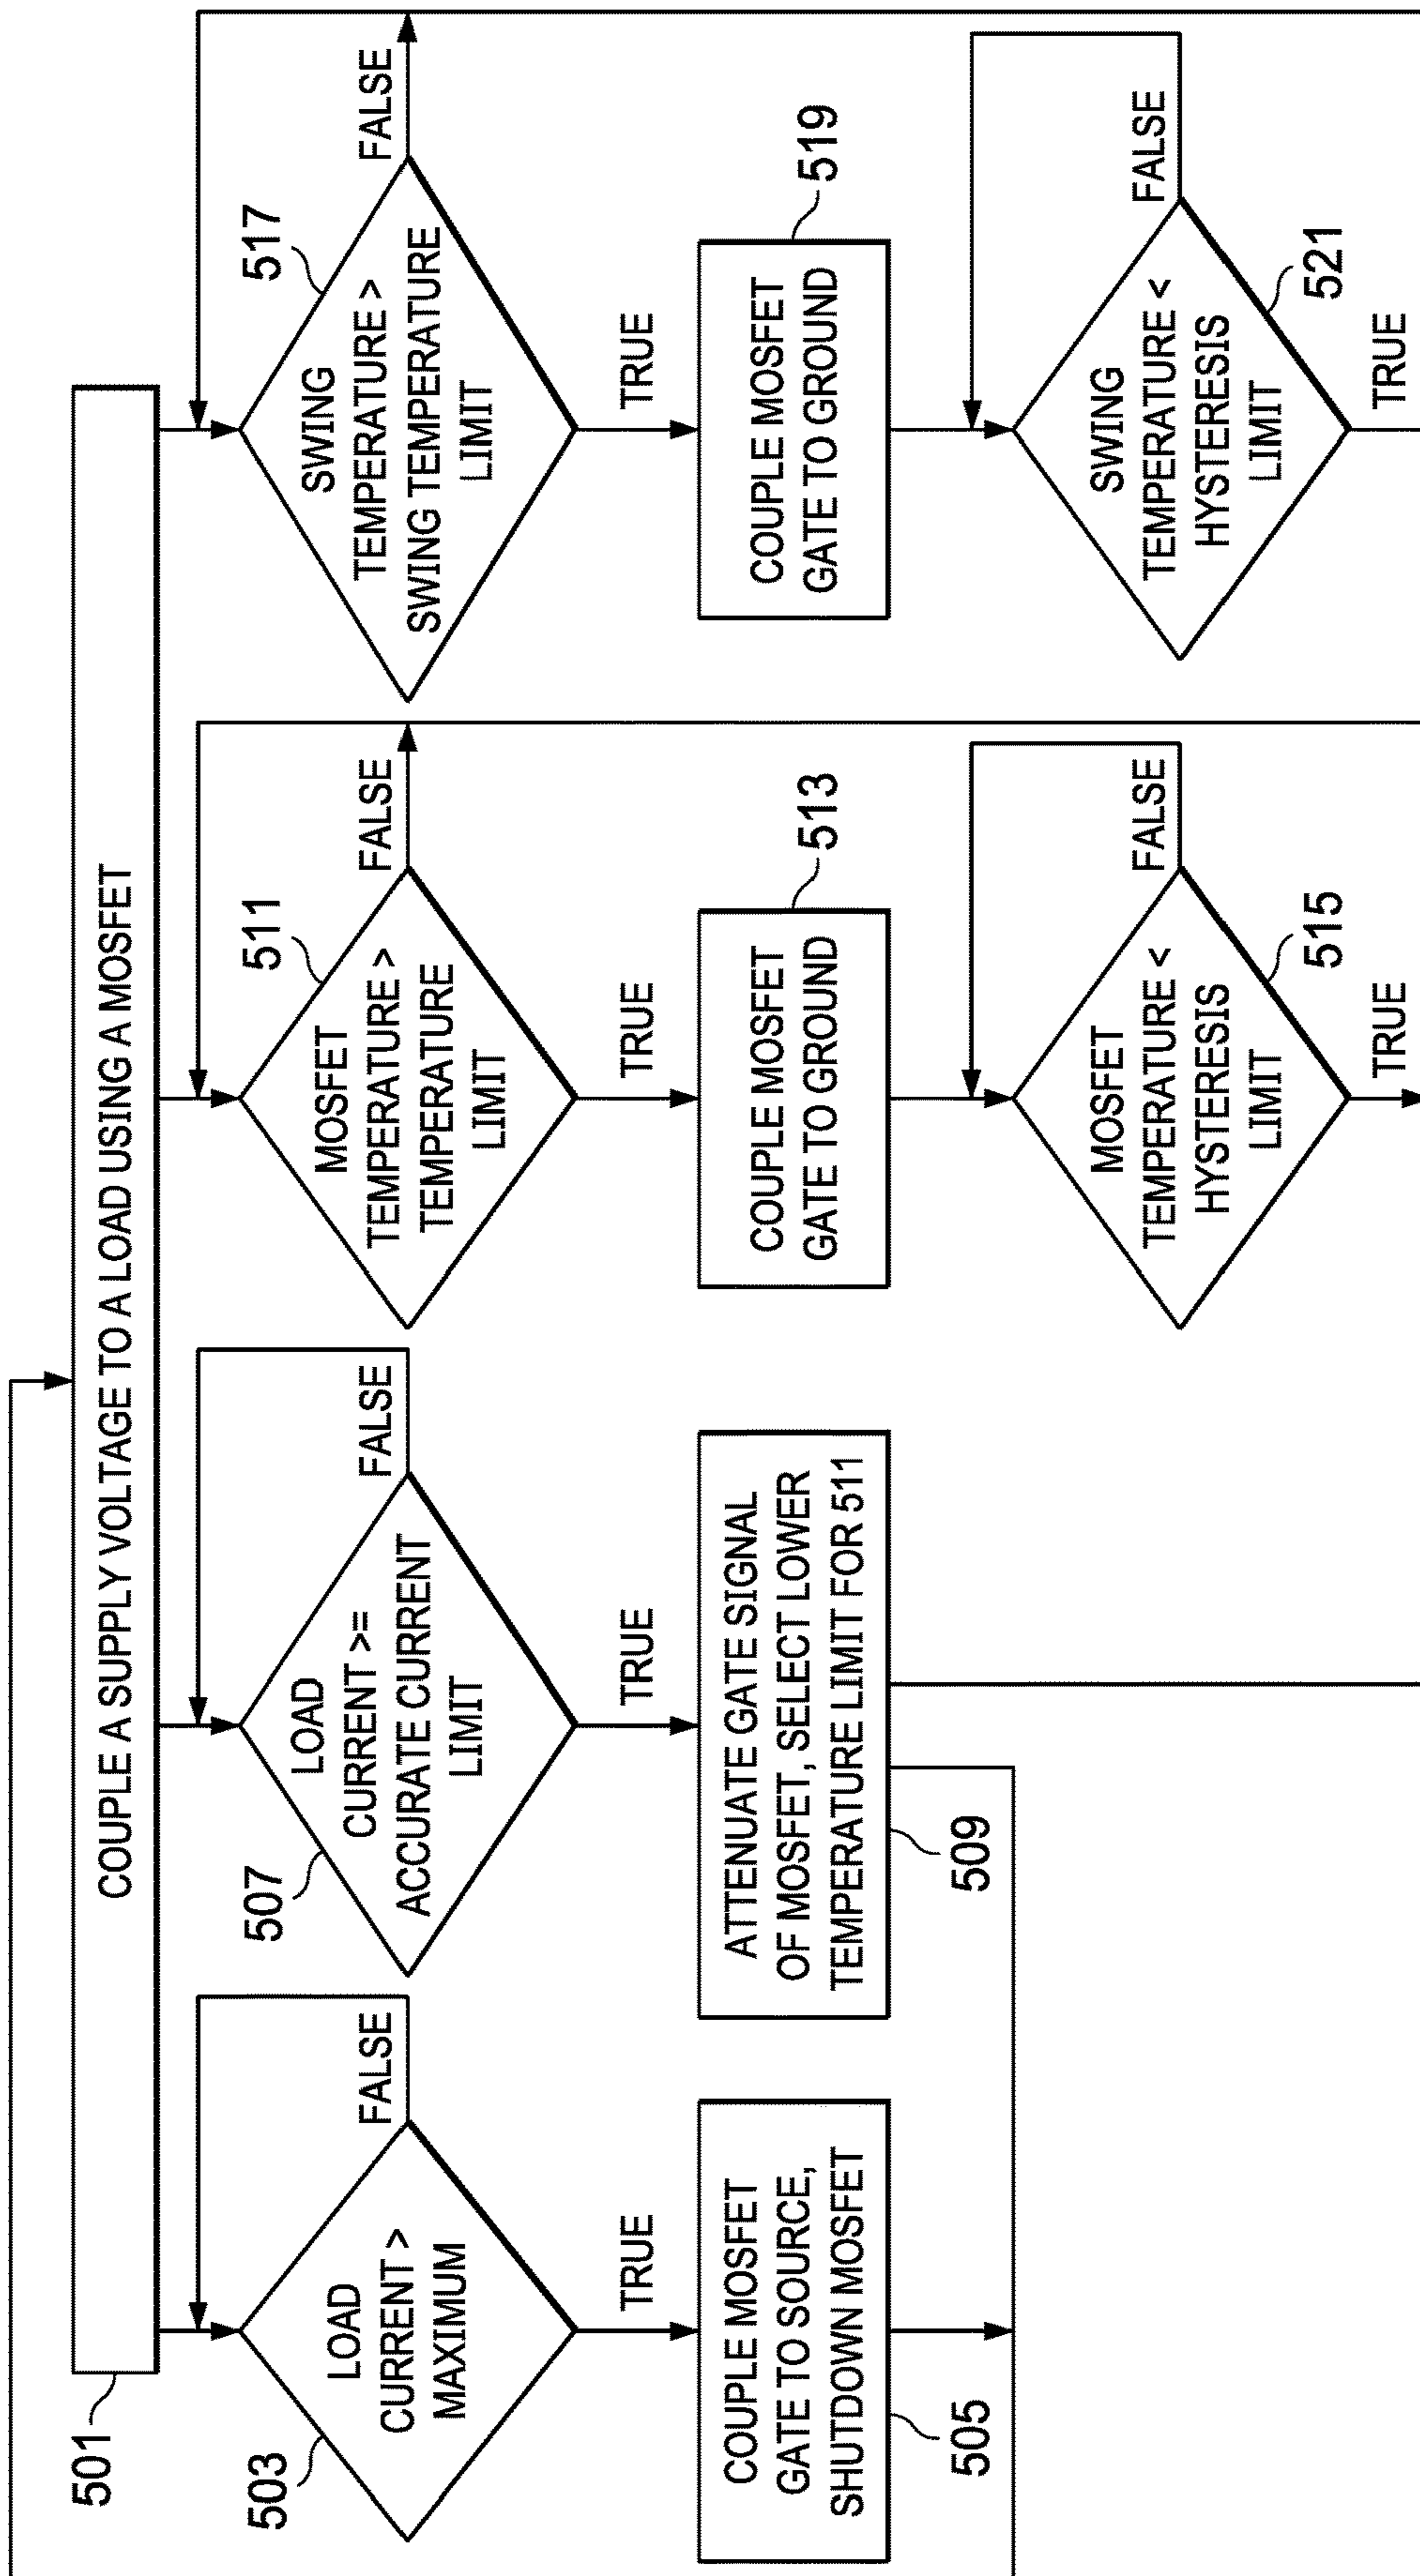 501
COUPLE A SUPPLY VOLTAGE TO A LOAD USING A MOSFET
503
LOAD
CURRENT >
MAXIMUM
FALSE
TRUE
COUPLE MOSFET
GATE TO SOURCE,
SHUTDOWN MOSFET
505
507
LOAD
CURRENT >=
ACCURATE CURRENT
LIMIT
FALSE
TRUE
ATTENUATE GATE SIGNAL
OF MOSFET, SELECT LOWER
TEMPERATURE LIMIT FOR 511
509
511
MOSFET
TEMPERATURE >
TEMPERATURE
LIMIT
FALSE
TRUE
COUPLE MOSFET
GATE TO GROUND
513
MOSFET
TEMPERATURE <
HYSTERESIS
LIMIT
FALSE
515
TRUE
517
SWING
TEMPERATURE >
SWING TEMPERATURE
LIMIT
FALSE
TRUE
COUPLE MOSFET
GATE TO GROUND
519
SWING
TEMPERATURE <
HYSTERESIS
LIMIT
FALSE
521
TRUE